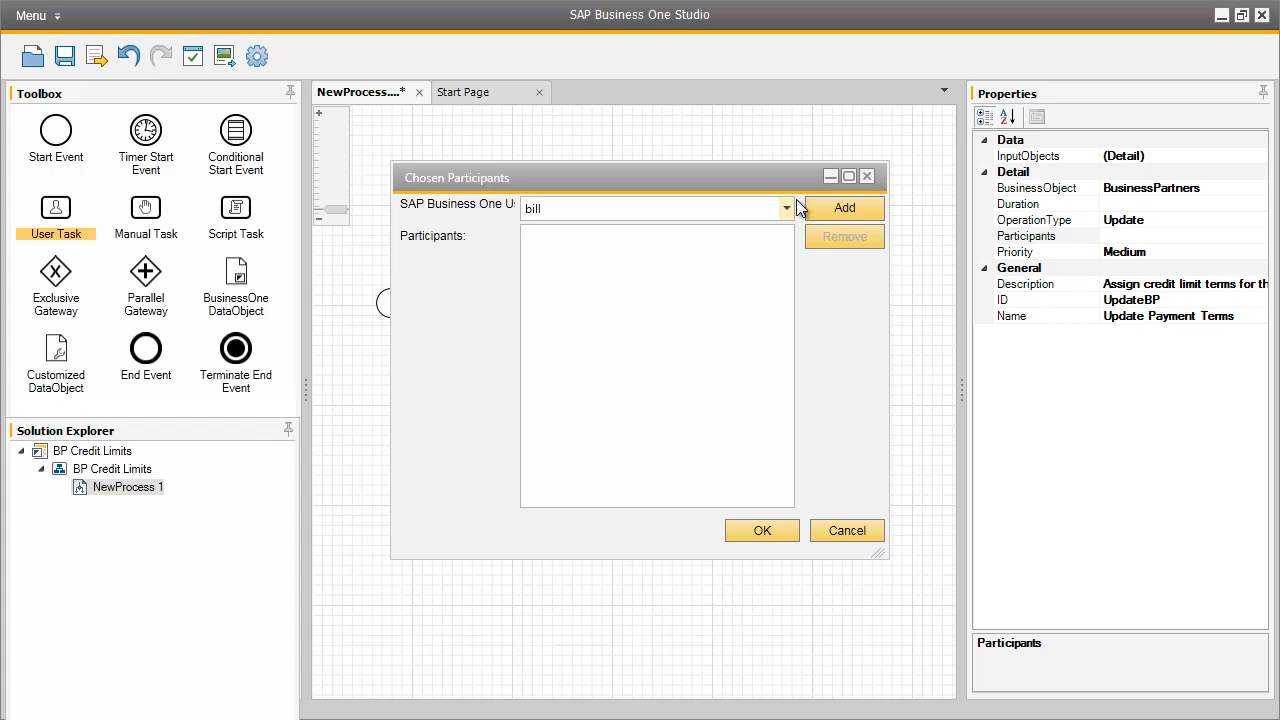 Menu
SAP Business One Studio
Toolbox
Start Event
Timer Start
Event
Conditional
Start Event
User Task
Manual Task
Script Task
Exclusive
Gateway
Parallel
Gateway
BusinessOne
DataObject
Customized
DataObject
End Event
Terminate End
Event
Solution Explorer
BP Credit Limits
BP Credit Limits
NewProcess 1
NewProcess....*
Start Page
Chosen Participants
SAP Business One U
bill
Add
Participants:
Remove
OK
Cancel
Properties
Data
InputObjects (Detail)
Detail
BusinessObject BusinessPartners
Duration
OperationType Update
Participants
Priority Medium
General
Description Assign credit limit terms for th
ID UpdateBP
Name Update Payment Terms
Participants